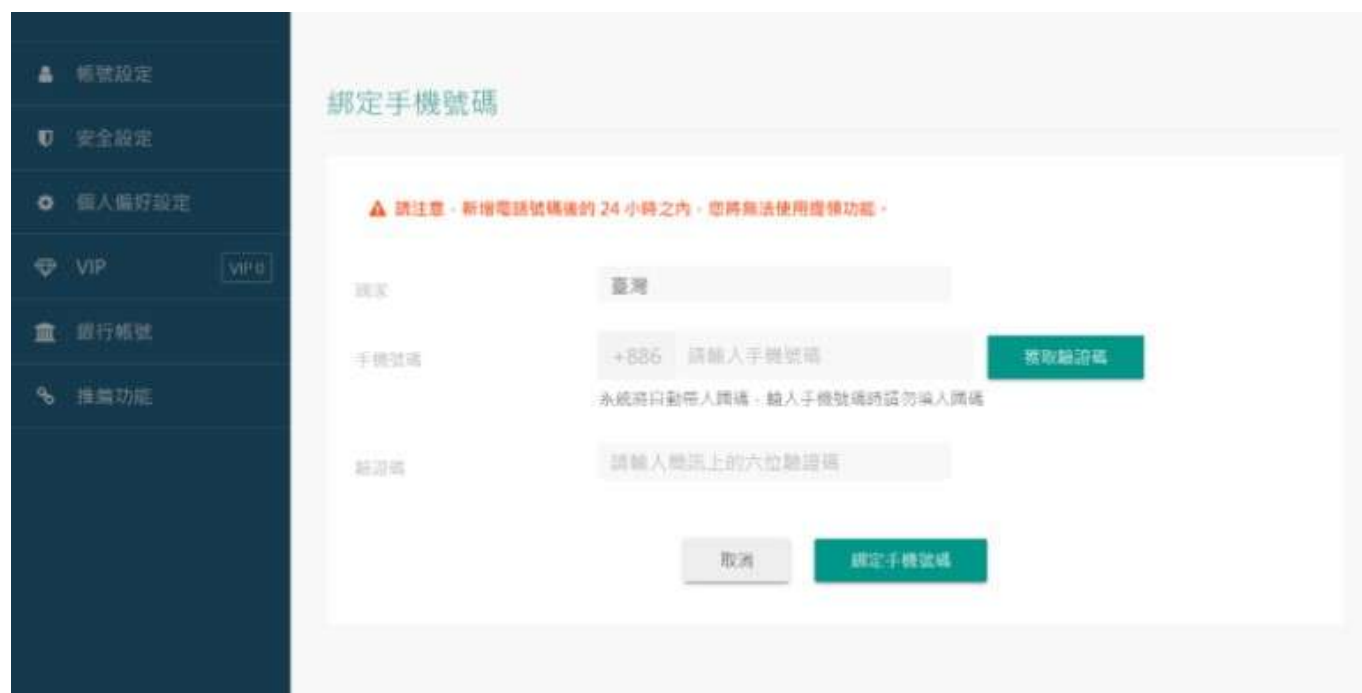 帳號設定
安全設定
個人偏好設定
VIP
VIP 0
銀行帳號
推薦功能
綁定手機號碼
請注意，新增電話號碼後的 24 小時之內，您將無法使用提領功能。
國家
臺灣
手機號碼
+886
請輸入手機號碼
獲取驗證碼
系統將自動帶入國碼，輸入手機號碼時請勿填入國碼
驗證碼
請輸入簡訊上的六位驗證碼
取消
綁定手機號碼